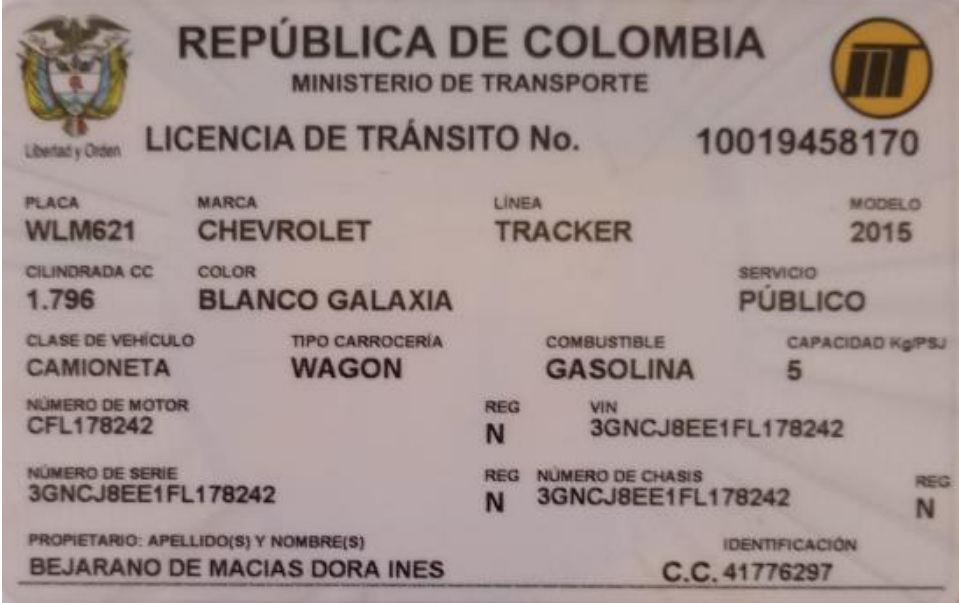 REPÚBLICA DE COLOMBIA
MINISTERIO DE TRANSPORTE
Libertad y Orden
LICENCIA DE TRÁNSITO No. 10019458170
PLACA MARCA LÍNEA MODELO
WLM621 CHEVROLET TRACKER 2015
CILINDRADA CC COLOR SERVICIO
1.796 BLANCO GALAXIA PÚBLICO
CLASE DE VEHÍCULO TIPO CARROCERÍA COMBUSTIBLE CAPACIDAD Kg/PSJ
CAMIONETA WAGON GASOLINA 5
NÚMERO DE MOTOR REG VIN
CFL178242 N 3GNCJ8EE1FL178242
NÚMERO DE SERIE REG NÚMERO DE CHASIS REG
3GNCJ8EE1FL178242 N 3GNCJ8EE1FL178242 N
PROPIETARIO: APELLIDO(S) Y NOMBRE(S) IDENTIFICACIÓN
BEJARANO DE MACIAS DORA INES C.C. 41776297